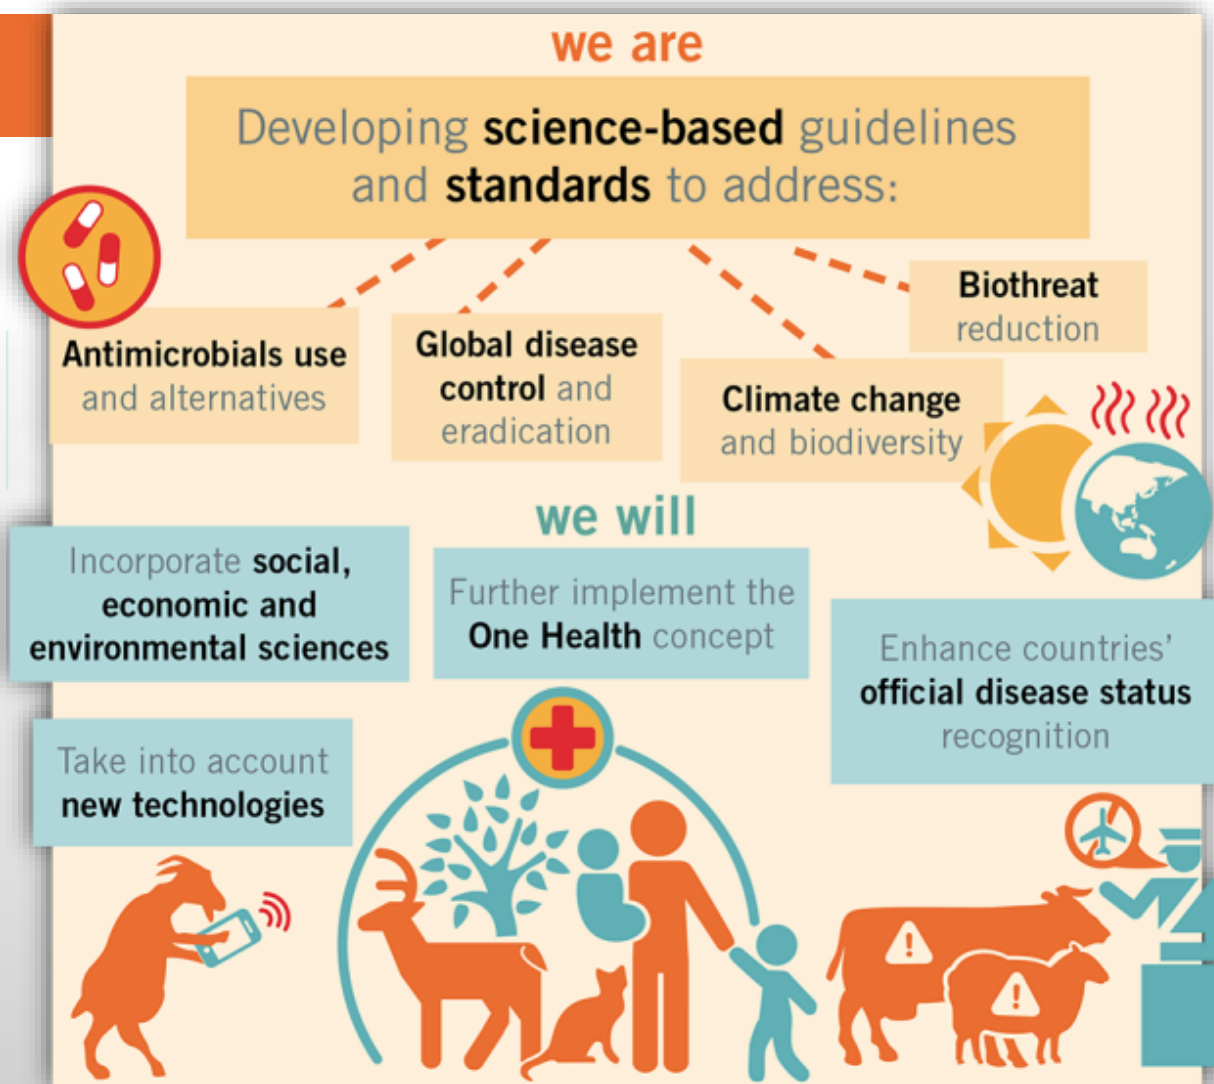 we are
Developing science-based guidelines
and standards to address:
Antimicrobials use
and alternatives
Global disease
control and
eradication
Climate change
and biodiversity
Biothreat
reduction
we will
Incorporate social,
economic and
environmental sciences
Further implement the
One Health concept
Enhance countries’
official disease status
recognition
Take into account
new technologies
!
!